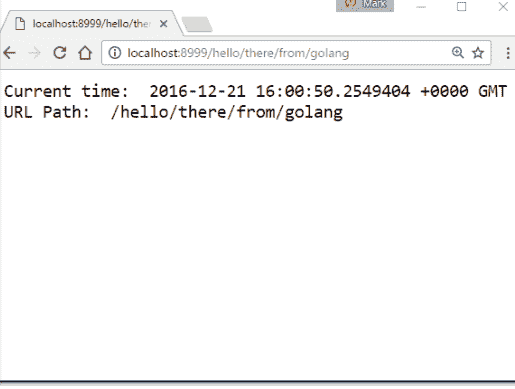 Mark
localhost:8999/hello/ther
localhost:8999/hello/there/from/golang
Current time:  2016-12-21 16:00:50.2549404 +0000 GMT
URL Path:  /hello/there/from/golang